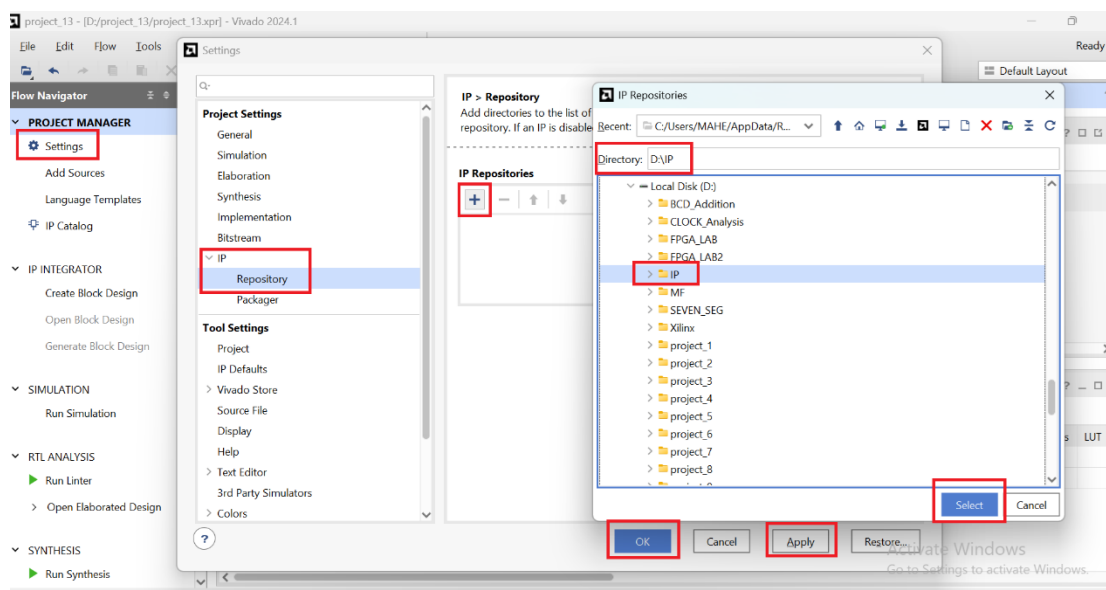 project_13 - [D:/project_13/project_13.xpr] - Vivado 2024.1
File Edit Flow Tools
Ready
Default Layout
Flow Navigator
PROJECT MANAGER
Settings
Add Sources
Language Templates
IP Catalog
IP INTEGRATOR
Create Block Design
Open Block Design
Generate Block Design
SIMULATION
Run Simulation
RTL ANALYSIS
Run Linter
Open Elaborated Design
SYNTHESIS
Run Synthesis
Settings
Q-
Project Settings
General
Simulation
Elaboration
Synthesis
Implementation
Bitstream
IP
Repository
Packager
Tool Settings
Project
IP Defaults
Vivado Store
Source File
Display
Help
Text Editor
3rd Party Simulators
Colors
IP > Repository
Add directories to the list of
repository. If an IP is disable
IP Repositories
OK
Cancel
Apply
Restore...
IP Repositories
Recent: C:/Users/MAHE/AppData/R...
Directory: D:\IP
Local Disk (D:)
BCD_Addition
CLOCK_Analysis
FPGA_LAB
FPGA_LAB2
IP
MF
SEVEN_SEG
Xilinx
project_1
project_2
project_3
project_4
project_5
project_6
project_7
project_8
Select
Cancel
s LUT
Activate Windows
Go to Settings to activate Windows.